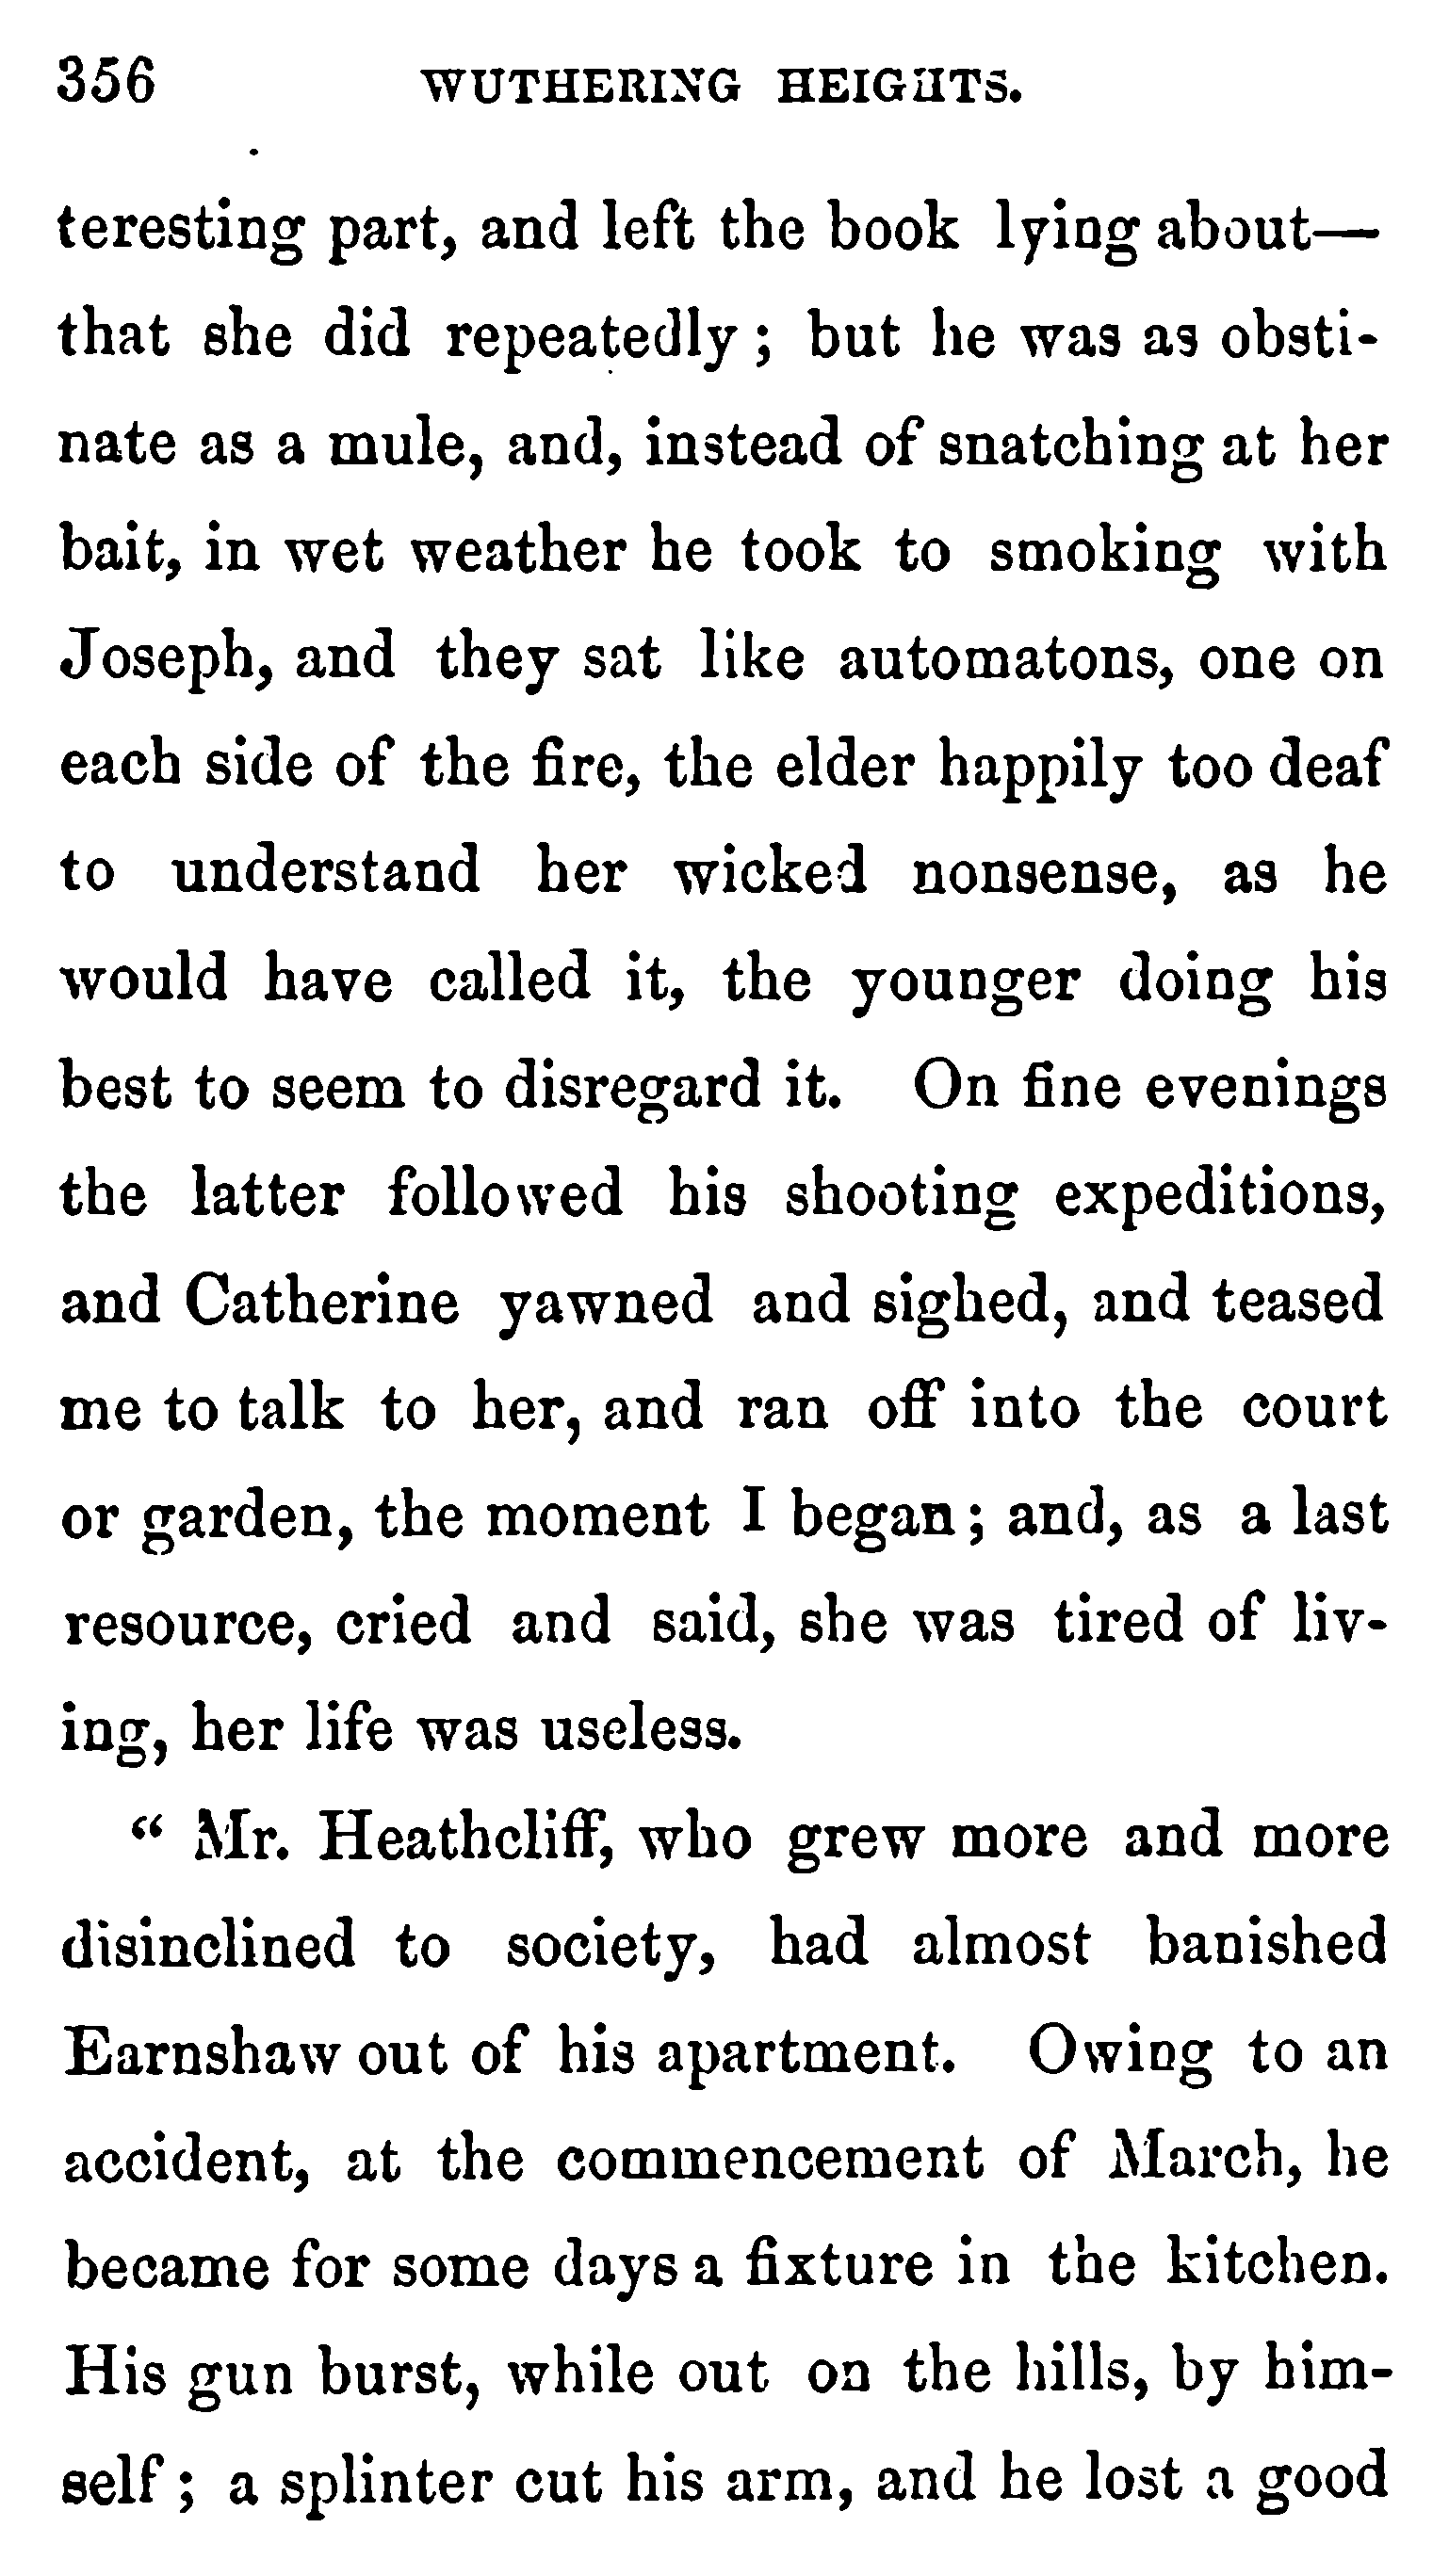 356 WUTHERING HEIGHTS.
teresting part, and left the book lying about—
that she did repeatedly; but he was as obsti-
nate as a mule, and, instead of snatching at her
bait, in wet weather he took to smoking with
Joseph, and they sat like automatons, one on
each side of the fire, the elder happily too deaf
to understand her wicked nonsense, as he
would have called it, the younger doing his
best to seem to disregard it. On fine evenings
the latter followed his shooting expeditions,
and Catherine yawned and sighed, and teased
me to talk to her, and ran off into the court
or garden, the moment I began; and, as a last
resource, cried and said, she was tired of liv-
ing, her life was useless.
“ Mr. Heathcliff, who grew more and more
disinclined to society, had almost banished
Earnshaw out of his apartment. Owing to an
accident, at the commencement of March, he
became for some days a fixture in the kitchen.
His gun burst, while out on the hills, by him-
self; a splinter cut his arm, and he lost a good